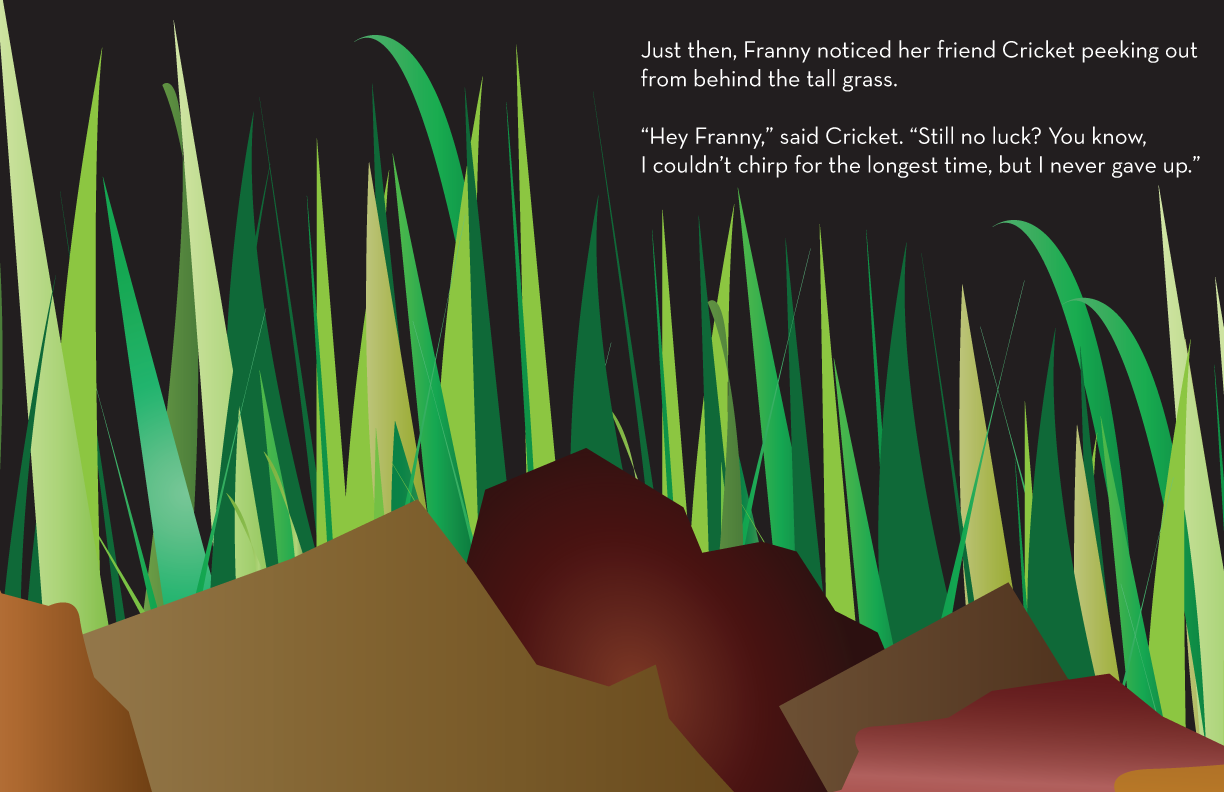 Just then, Franny noticed her friend Cricket peeking out
from behind the tall grass.
“Hey Franny,” said Cricket. “Still no luck? You know,
I couldn’t chirp for the longest time, but I never gave up.”